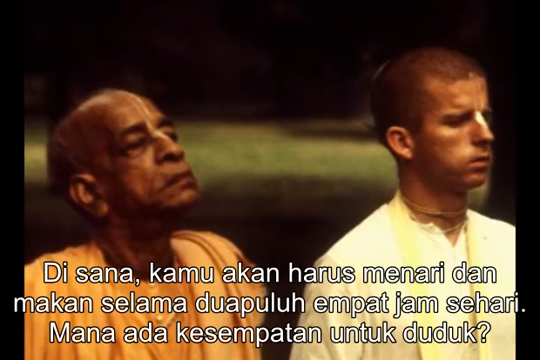 Di sana, kamu akan harus menari dan
makan selama duapuluh empat jam sehari.
Mana ada kesempatan untuk duduk?